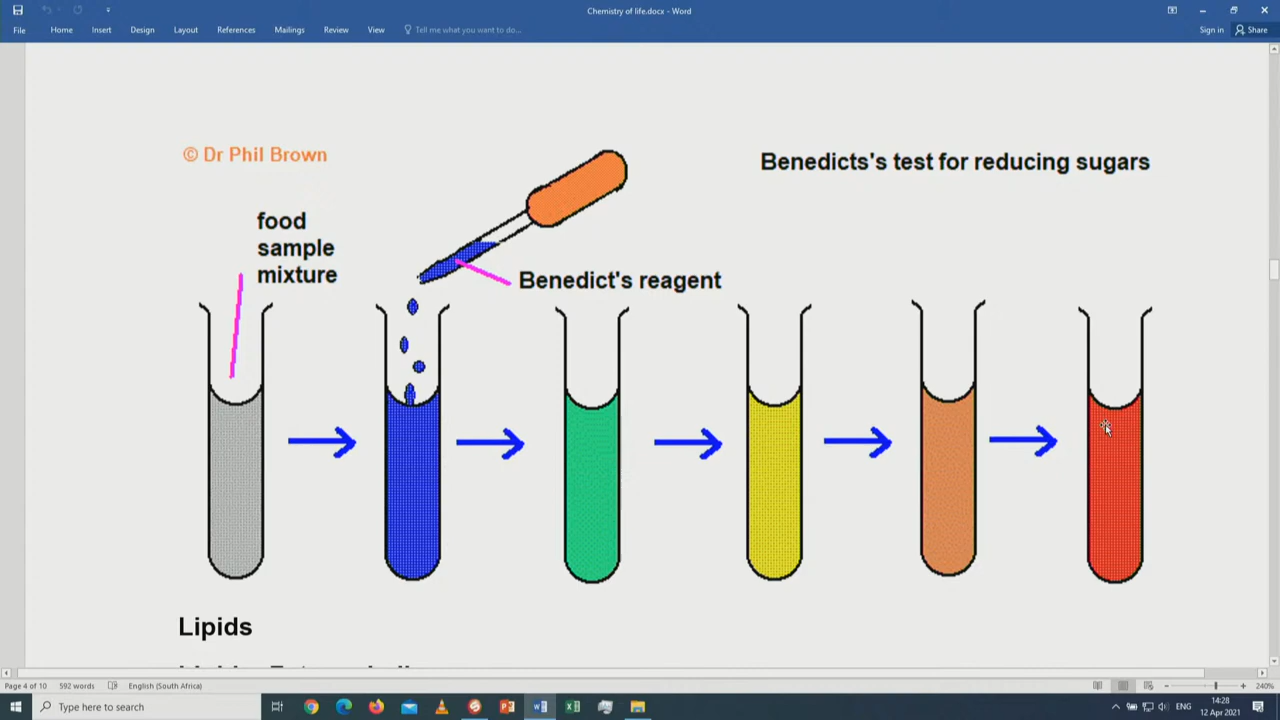 Chemistry of life.docx - Word
File Home Insert Design Layout References Mailings Review View Tell me what you want to do... Sign in Share
© Dr Phil Brown
Benedicts's test for reducing sugars
food
sample
mixture
Benedict's reagent
Lipids
Page 4 of 10 592 words English (South Africa) 240%
Type here to search
ENG
14:28
12 Apr 2021